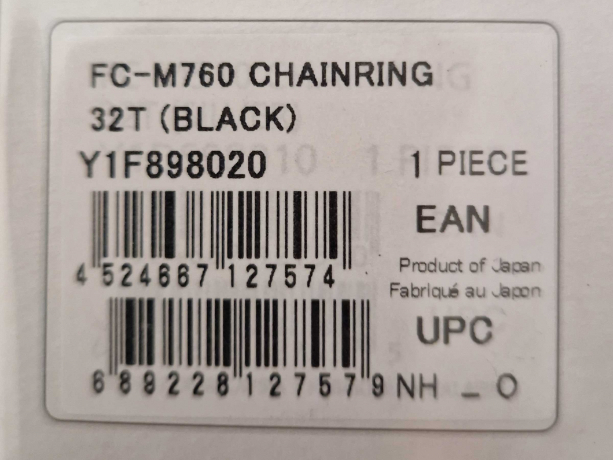 FC-M760 CHAINRING
32T (BLACK)
Y1F898020 1 PIECE
EAN
4 524667 127574
Product of Japan
Fabriqué au Japon
UPC
6 89228 12757 9 NH _ O